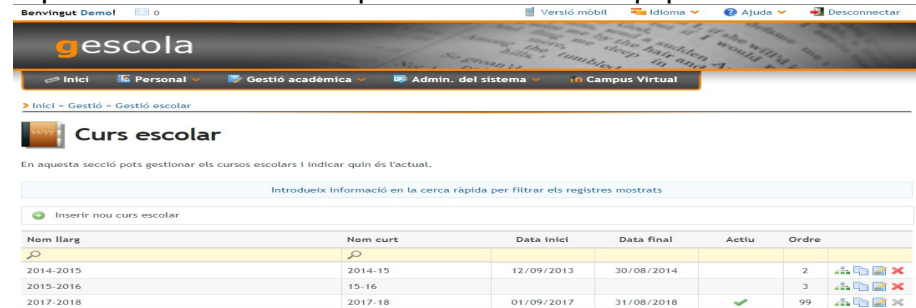 Benvingut Demo! 0 Versió mòbil Idioma Ajuda Desconnectar
gescola
Inici Personal Gestió acadèmica Admin. del sistema Campus Virtual
Inici » Gestió » Gestió escolar
Curs escolar
En aquesta secció pots gestionar els cursos escolars i indicar quin és l'actual.
Introdueix informació en la cerca ràpida per filtrar els registres mostrats
Inserir nou curs escolar
Nom llarg Nom curt Data inici Data final Actiu Ordre
2014-2015 2014-15 12/09/2013 30/08/2014 2
2015-2016 15-16 3
2017-2018 2017-18 01/09/2017 31/08/2018 99